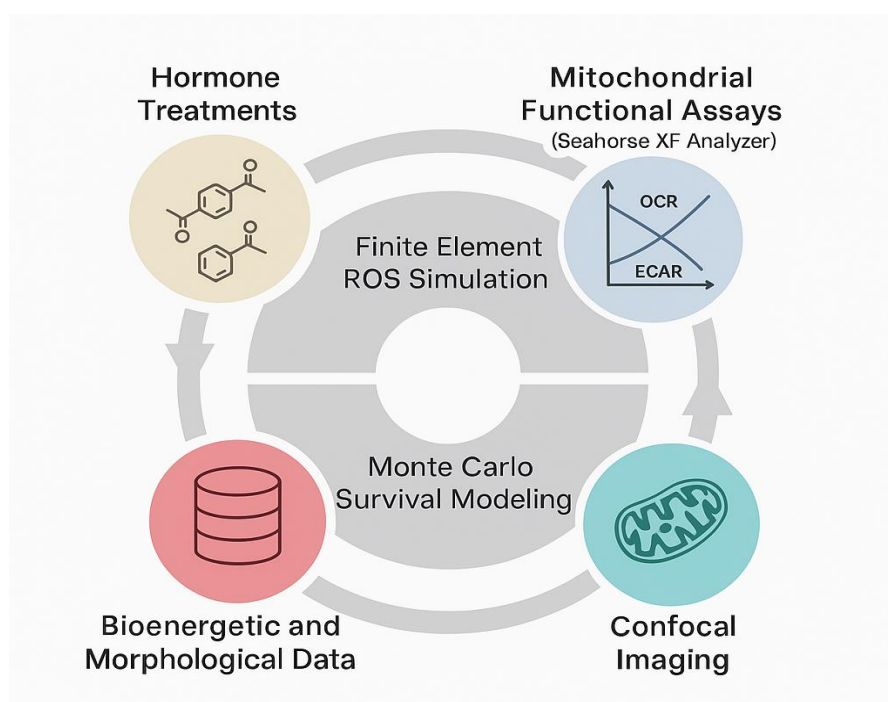 Hormone
Treatments
Mitochondrial
Functional Assays
(Seahorse XF Analyzer)
O
O
O
OCR
ECAR
Finite Element
ROS Simulation
Monte Carlo
Survival Modeling
Bioenergetic and
Morphological Data
Confocal
Imaging